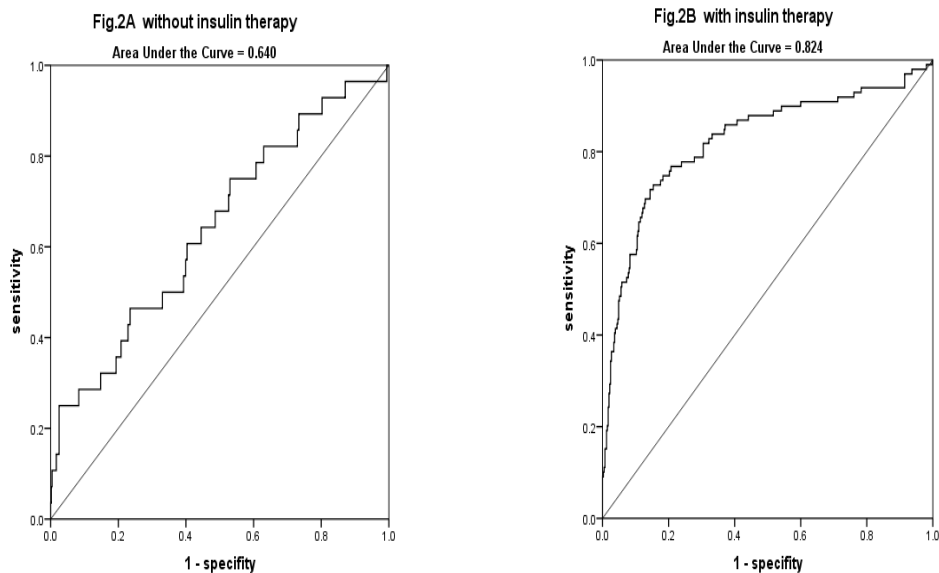 Fig.2A without insulin therapy
Area Under the Curve = 0.640
1.0
0.8
0.6
0.4
0.2
0.0
sensitivity
0.0 0.2 0.4 0.6 0.8 1.0
1 - specifity
Fig.2B with insulin therapy
Area Under the Curve = 0.824
1.0
0.8
0.6
0.4
0.2
0.0
sensitivity
0.0 0.2 0.4 0.6 0.8 1.0
1 - specifity